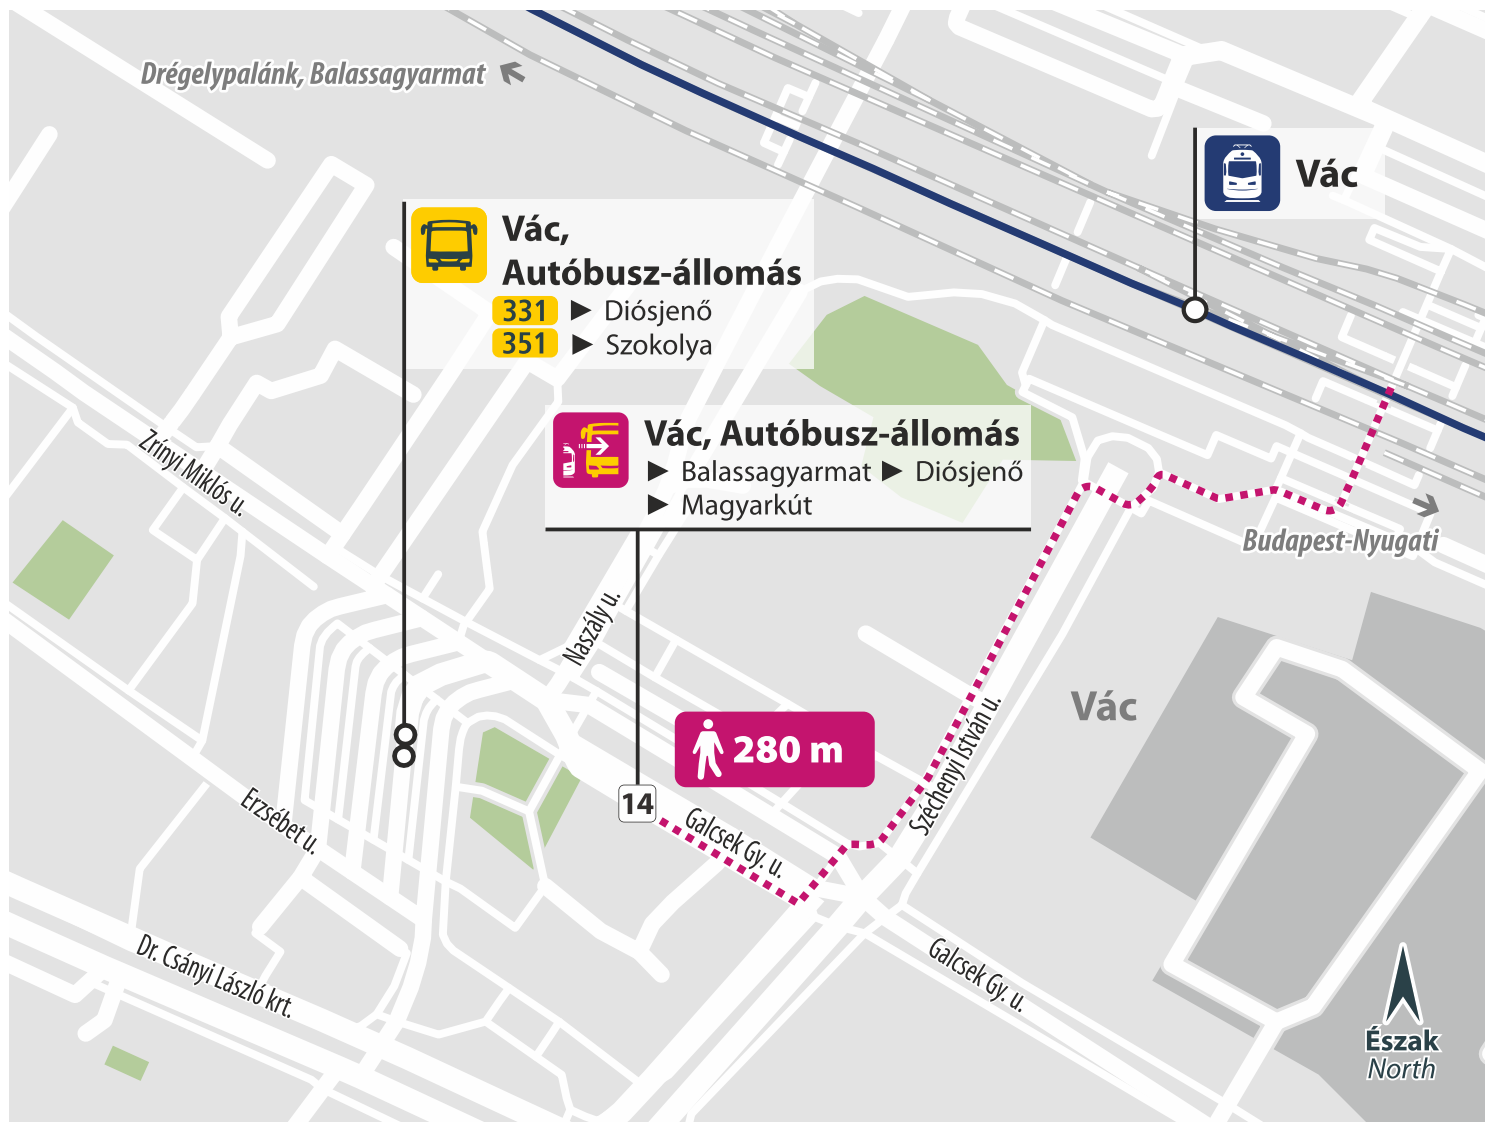 Drégelypalánk, Balassagyarmat
Vác
Vác,
Autóbusz-állomás
331 ► Diósjenő
351 ► Szokolya
Vác, Autóbusz-állomás
► Balassagyarmat ► Diósjenő
► Magyarkút
Zrínyi Miklós u.
Budapest-Nyugati
Naszály u.
Vác
280 m
Széchenyi István u.
14
Galcsek Gy. u.
Erzsébet u.
Dr. Csányi László krt.
Galcsek Gy. u.
Észak
North